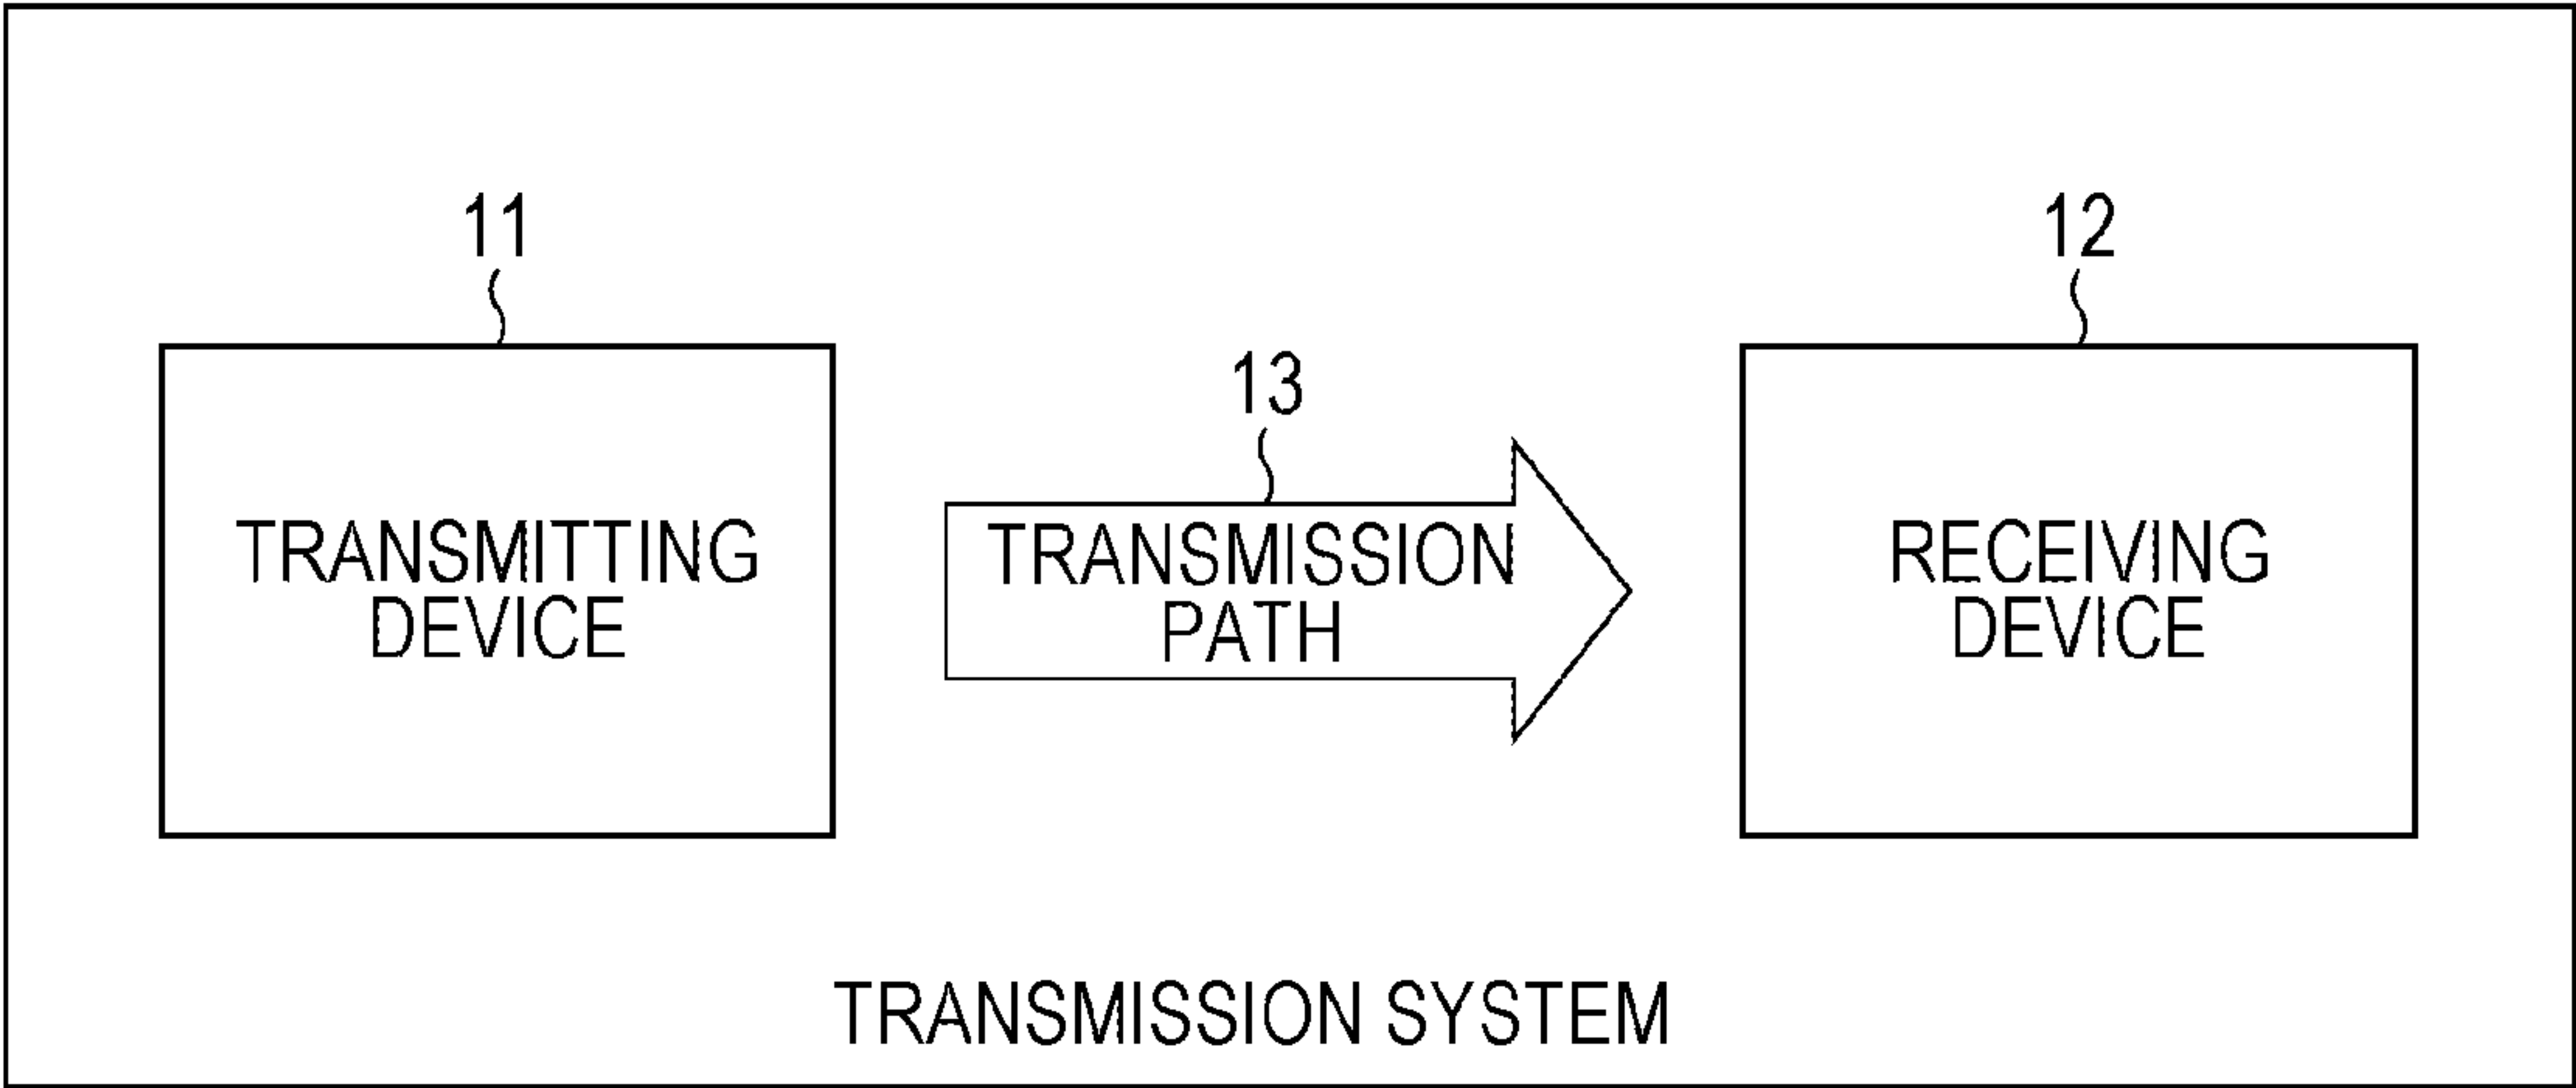 11
12
13
TRANSMITTING
DEVICE
TRANSMISSION
PATH
RECEIVING
DEVICE
TRANSMISSION SYSTEM